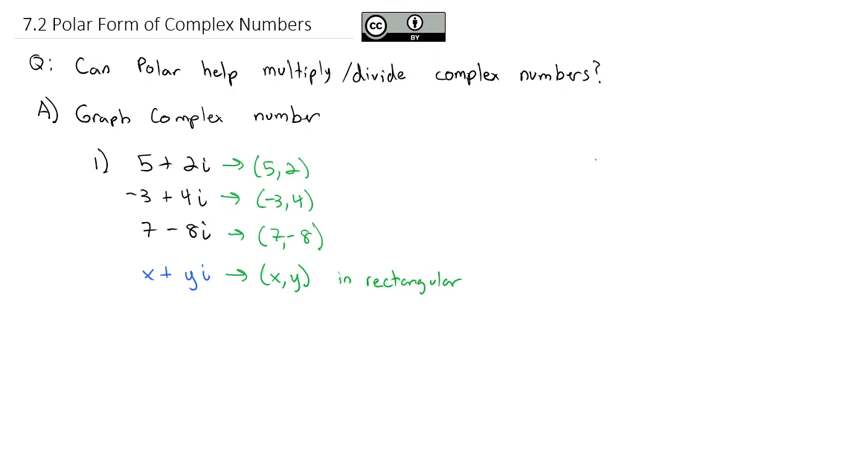 7.2 Polar Form of Complex Numbers
CC BY
Q: Can Polar help multiply/divide complex numbers?
A) Graph Complex number
1) 5 + 2i → (5, 2)
-3 + 4i → (-3, 4)
7 - 8i → (7, -8)
x + yi → (x, y) in rectangular